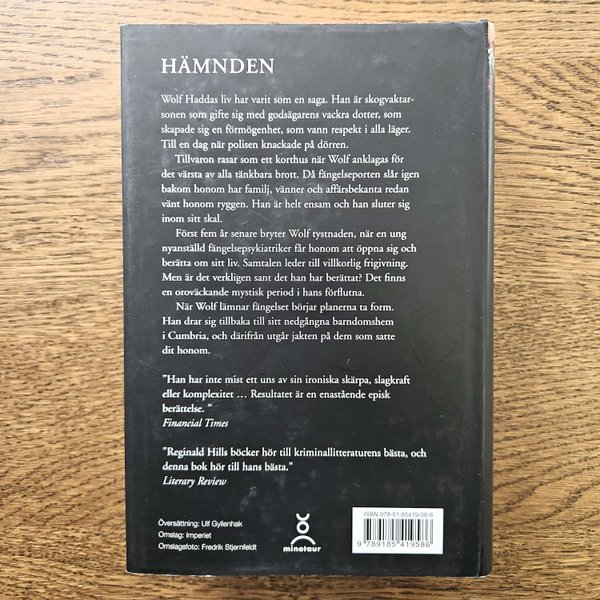 HÄMNDEN
Wolf Haddas liv har varit som en saga. Han är skogvaktar-
sonen som gifte sig med godsägarens vackra dotter, som
skapade sig en förmögenhet, som vann respekt i alla läger.
Till en dag när polisen knackade på dörren.
Tillvaron rasar som ett korthus när Wolf anklagas för
det värsta av alla tänkbara brott. Då fängelseporten slår igen
bakom honom har familj, vänner och affärsbekanta redan
vänt honom ryggen. Han är helt ensam och han sluter sig
inom sitt skal.
Först fem år senare bryter Wolf tystnaden, när en ung
nyanställd fängelsepsykiatriker får honom att öppna sig och
berätta om sitt liv. Samtalen leder till villkorlig frigivning.
Men är det verkligen sant det han har berättat? Det finns
en oroväckande mystisk period i hans förflutna.
När Wolf lämnar fängelset börjar planerna ta form.
Han drar sig tillbaka till sitt nedgångna barndomshem
i Cumbria, och därifrån utgår jakten på dem som satte
dit honom.
”Han har inte mist ett uns av sin ironiska skärpa, slagkraft
eller komplexitet … Resultatet är en enastående episk
berättelse. ”
Financial Times
”Reginald Hills böcker hör till kriminallitteraturens bästa, och
denna bok hör till hans bästa.”
Literary Review
Översättning: Ulf Gyllenhak
Omslag: Imperiet
Omslagsfoto: Fredrik Stjernfeldt
minotaur
ISBN 978-91-85419-58-6
9 789185 419586